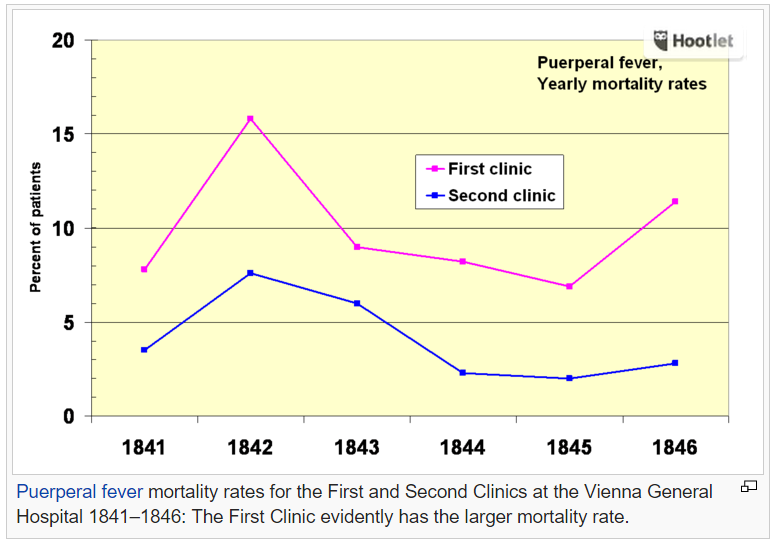 20
Hootlet
Puerperal fever,
Yearly mortality rates
15
First clinic
Second clinic
Percent of patients
10
5
0
1841 1842 1843 1844 1845 1846
Puerperal fever mortality rates for the First and Second Clinics at the Vienna General
Hospital 1841–1846: The First Clinic evidently has the larger mortality rate.